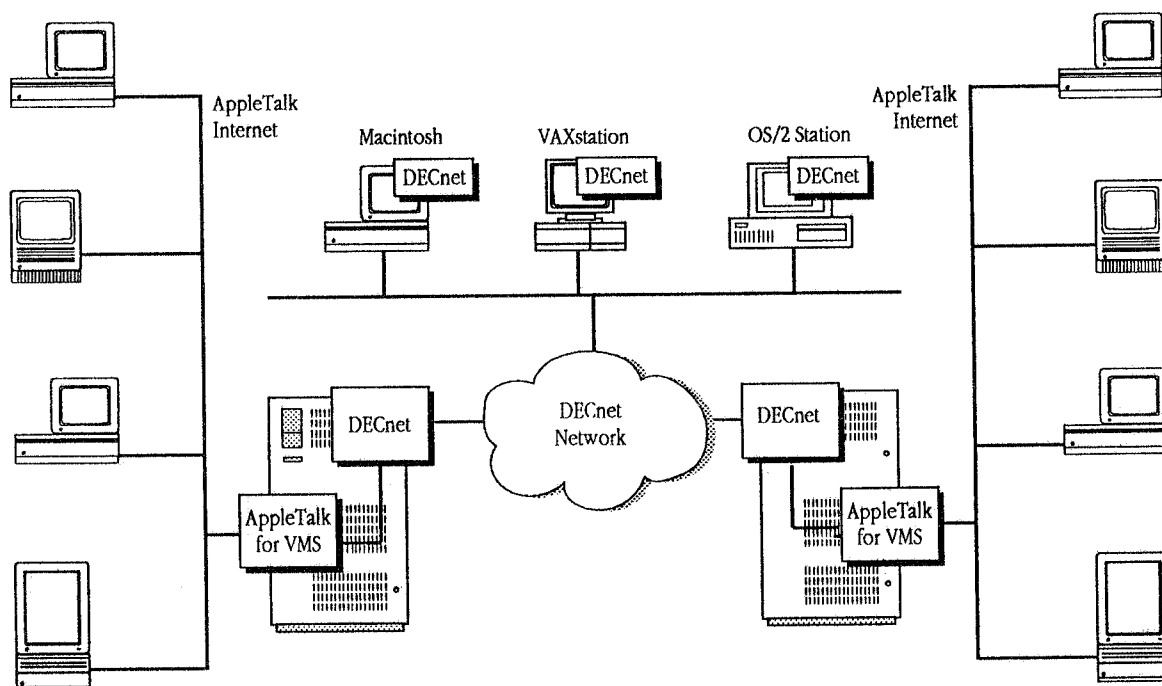 AppleTalk
Internet
AppleTalk
Internet
Macintosh
VAXstation
OS/2 Station
DECnet
DECnet
DECnet
DECnet
Network
DECnet
DECnet
AppleTalk
for VMS
AppleTalk
for VMS